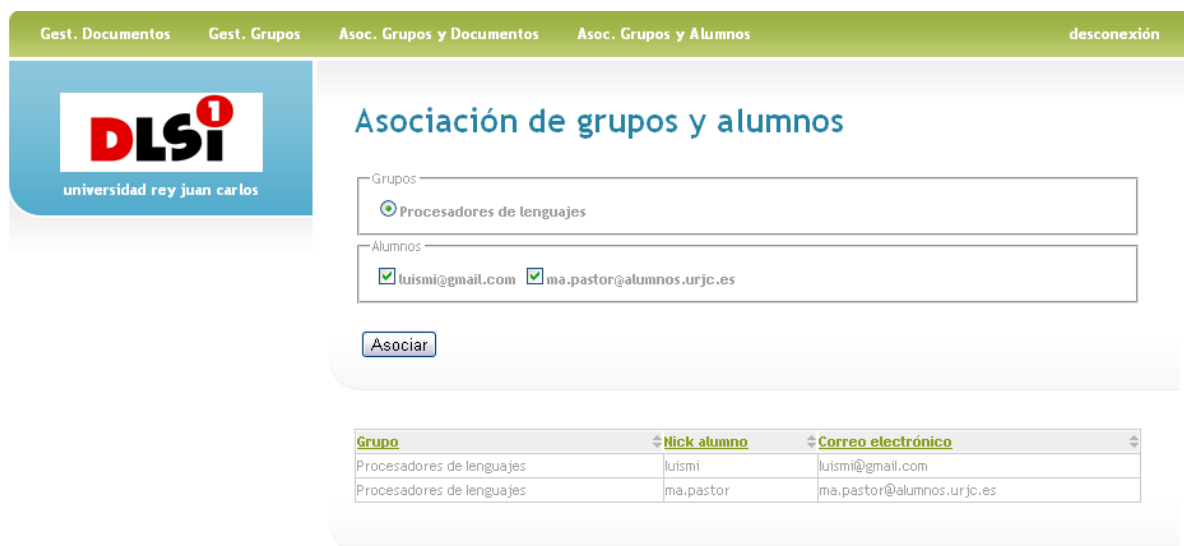 Gest. Documentos Gest. Grupos Asoc. Grupos y Documentos Asoc. Grupos y Alumnos desconexión
DLSi 1
universidad rey juan carlos
Asociación de grupos y alumnos
Grupos
Procesadores de lenguajes
Alumnos
luismi@gmail.com ma.pastor@alumnos.urjc.es
Asociar
Grupo Nick alumno Correo electrónico
Procesadores de lenguajes luismi luismi@gmail.com
Procesadores de lenguajes ma.pastor ma.pastor@alumnos.urjc.es